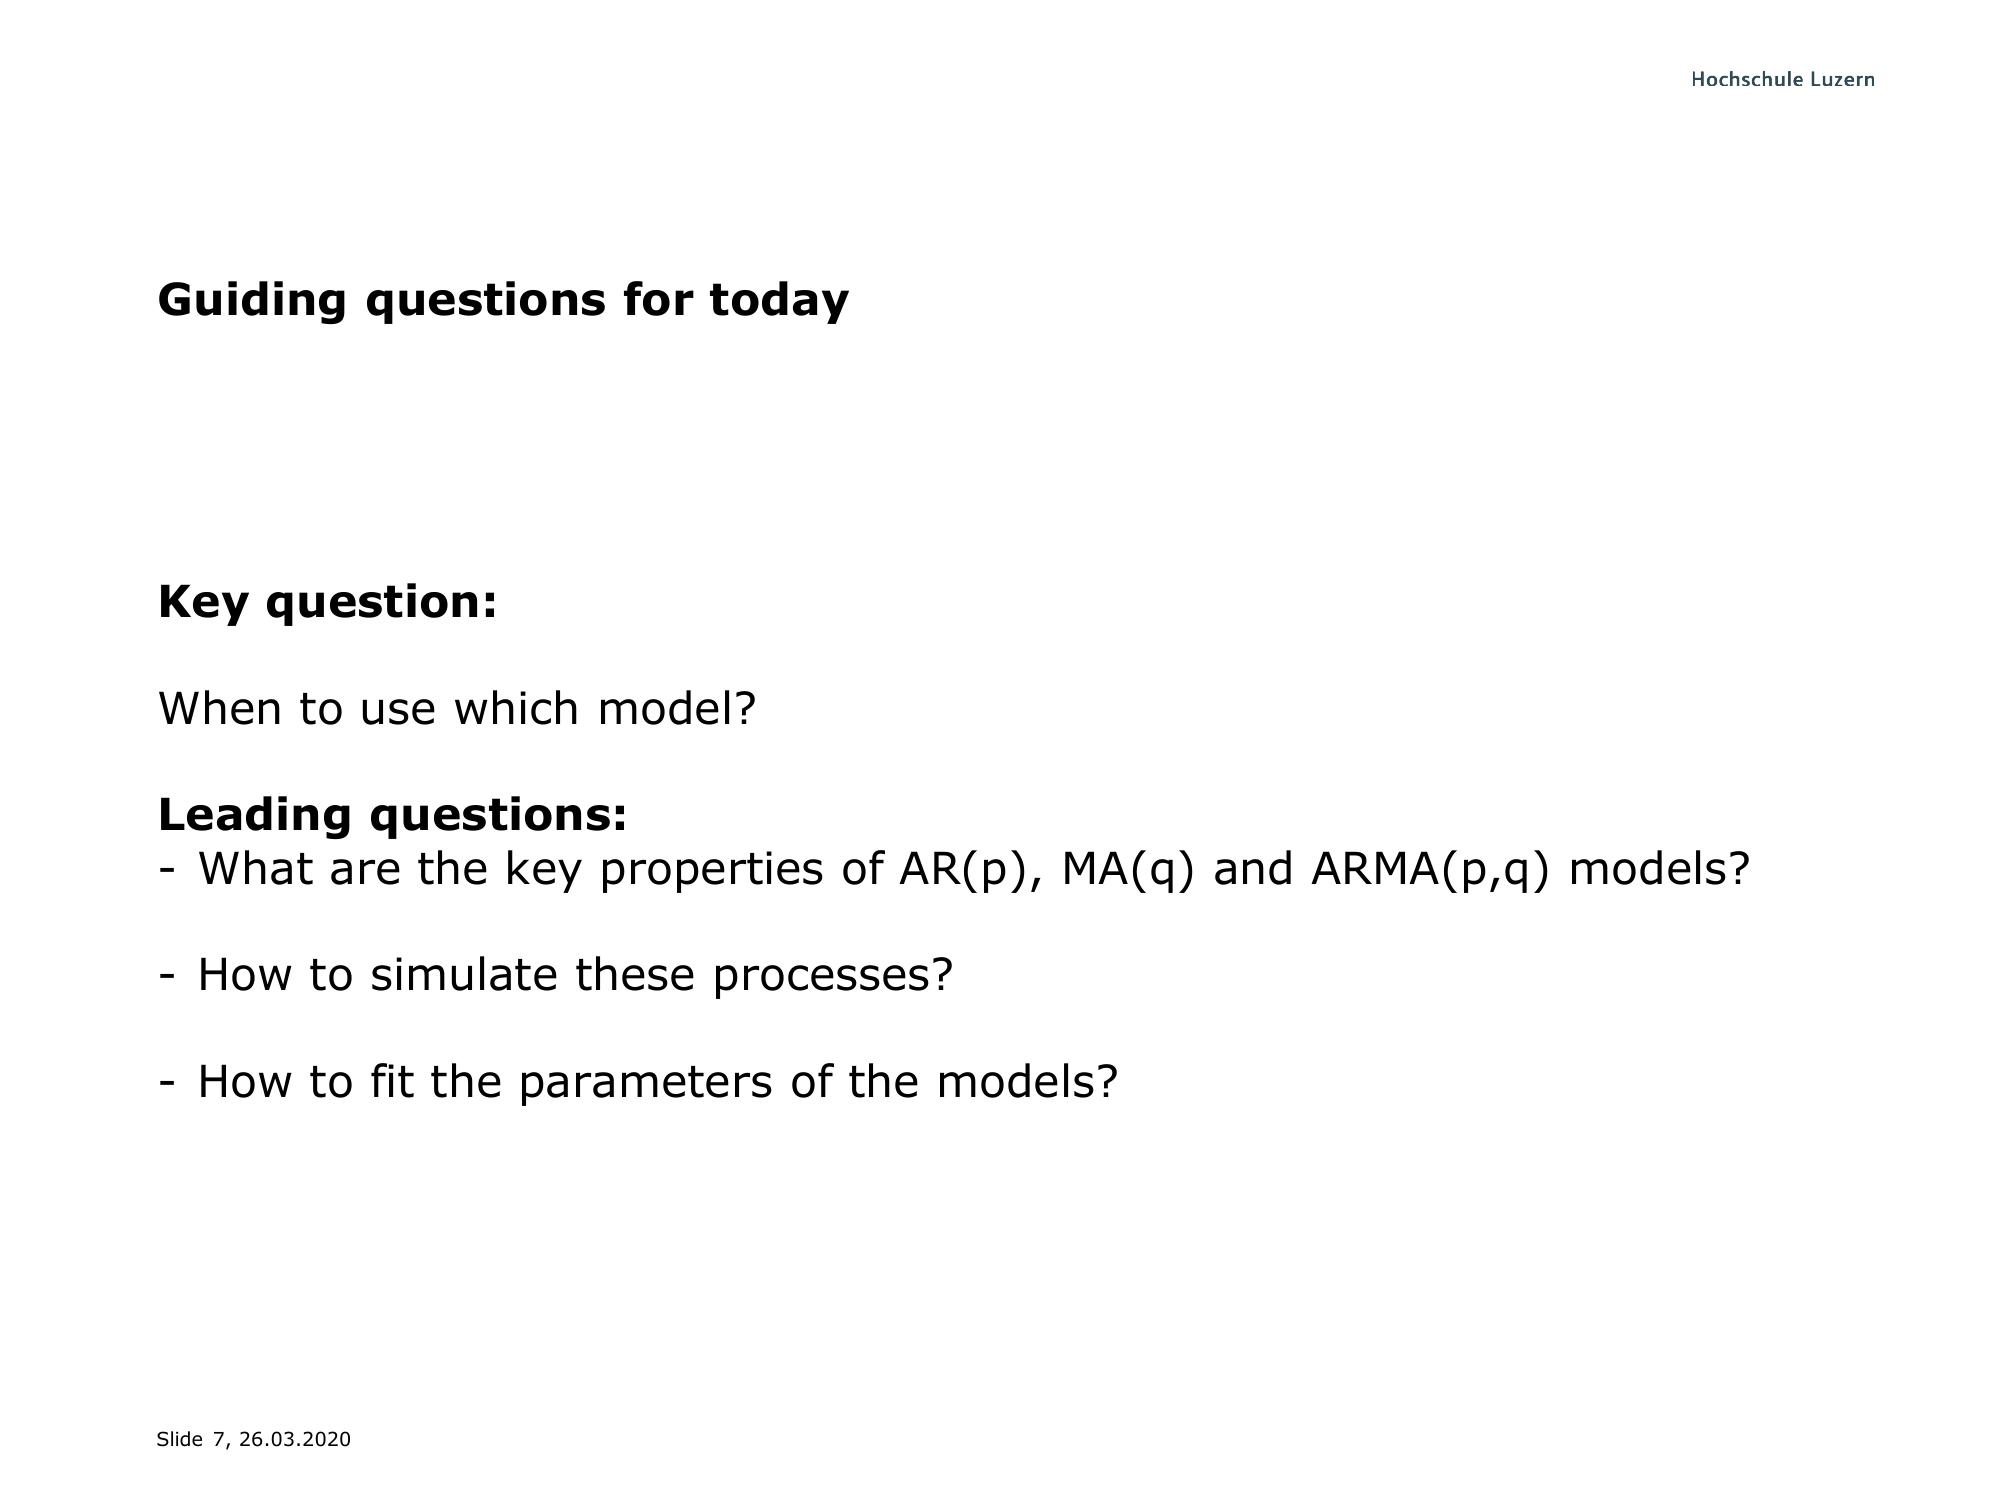 Hochschule Luzern
Guiding questions for today
Key question:
When to use which model?
Leading questions:
- What are the key properties of AR(p), MA(q) and ARMA(p,q) models?
- How to simulate these processes?
- How to fit the parameters of the models?
Slide 7, 26.03.2020